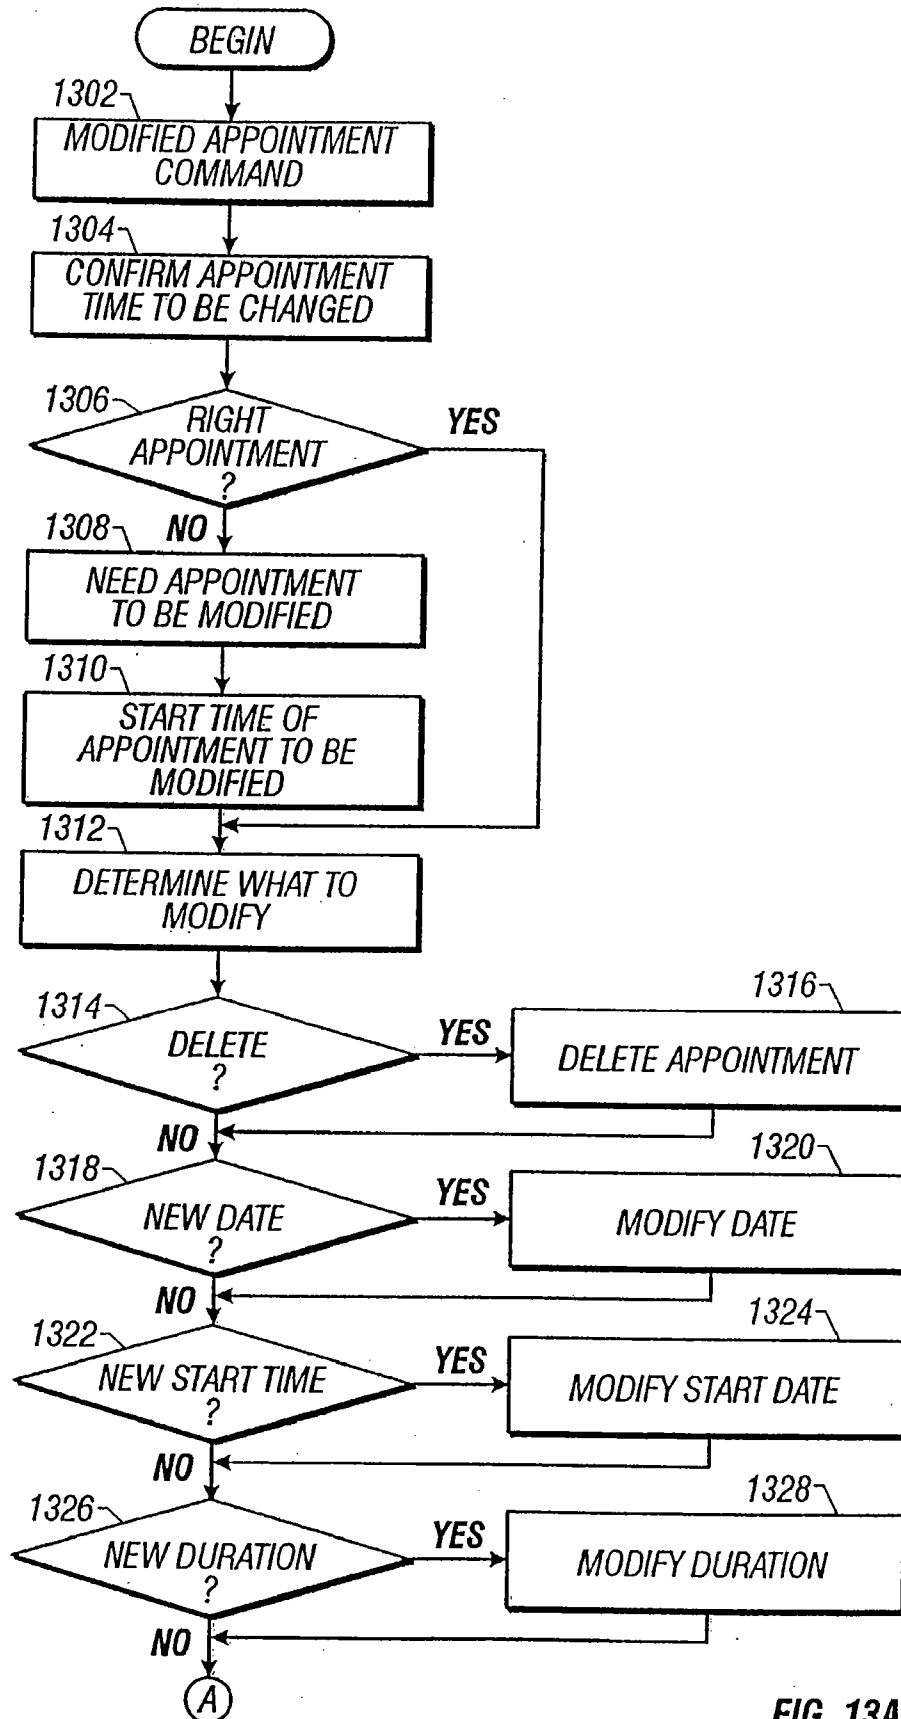 BEGIN
1302
MODIFIED APPOINTMENT
COMMAND
1304
CONFIRM APPOINTMENT
TIME TO BE CHANGED
1306
RIGHT
APPOINTMENT
?
YES
NO
1308
NEED APPOINTMENT
TO BE MODIFIED
1310
START TIME OF
APPOINTMENT TO BE
MODIFIED
1312
DETERMINE WHAT TO
MODIFY
1314
DELETE
?
YES
1316
DELETE APPOINTMENT
NO
1318
NEW DATE
?
YES
1320
MODIFY DATE
NO
1322
NEW START TIME
?
YES
1324
MODIFY START DATE
NO
1326
NEW DURATION
?
YES
1328
MODIFY DURATION
NO
A
FIG. 13A